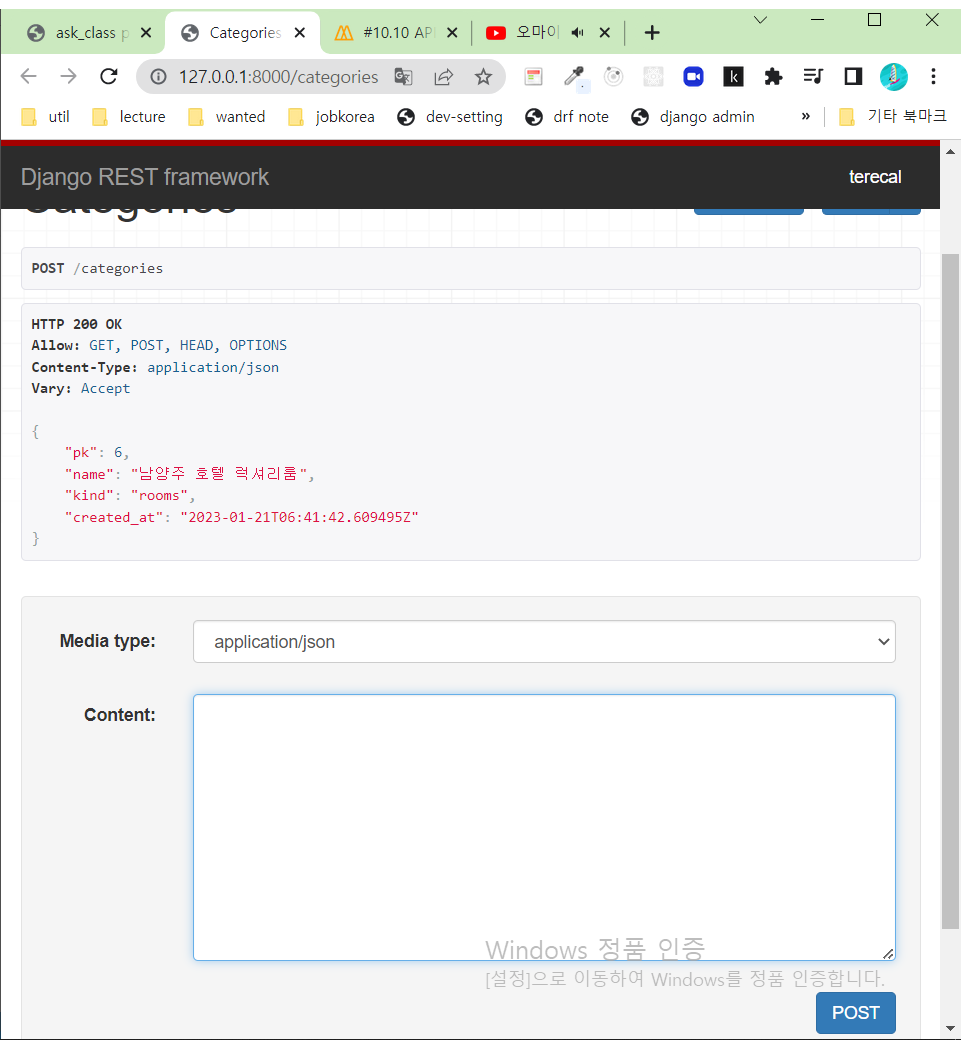 ask_class p
Categories
#10.10 AP
오마이
127.0.0.1:8000/categories
util lecture wanted jobkorea dev-setting drf note django admin » 기타 북마크
Django REST framework terecal
Categories
POST /categories
HTTP 200 OK
Allow: GET, POST, HEAD, OPTIONS
Content-Type: application/json
Vary: Accept
{
"pk": 6,
"name": "남양주 호텔 럭셔리룸",
"kind": "rooms",
"created_at": "2023-01-21T06:41:42.609495Z"
}
Media type: application/json
Content:
Windows 정품 인증
[설정]으로 이동하여 Windows를 정품 인증합니다.
POST